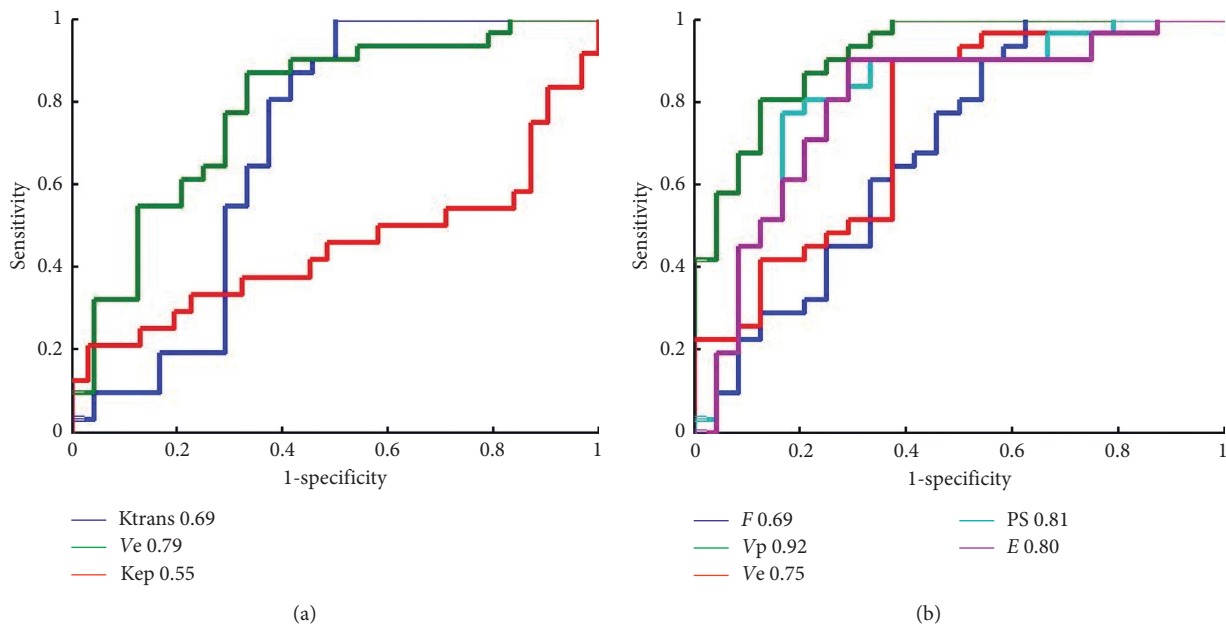 1
0.8
0.6
0.4
0.2
0
Sensitivity
0 0.2 0.4 0.6 0.8 1
1-specificity
Ktrans 0.69
Ve 0.79
Kep 0.55
(a)
1
0.8
0.6
0.4
0.2
0
Sensitivity
0 0.2 0.4 0.6 0.8 1
1-specificity
F 0.69
Vp 0.92
Ve 0.75
PS 0.81
E 0.80
(b)